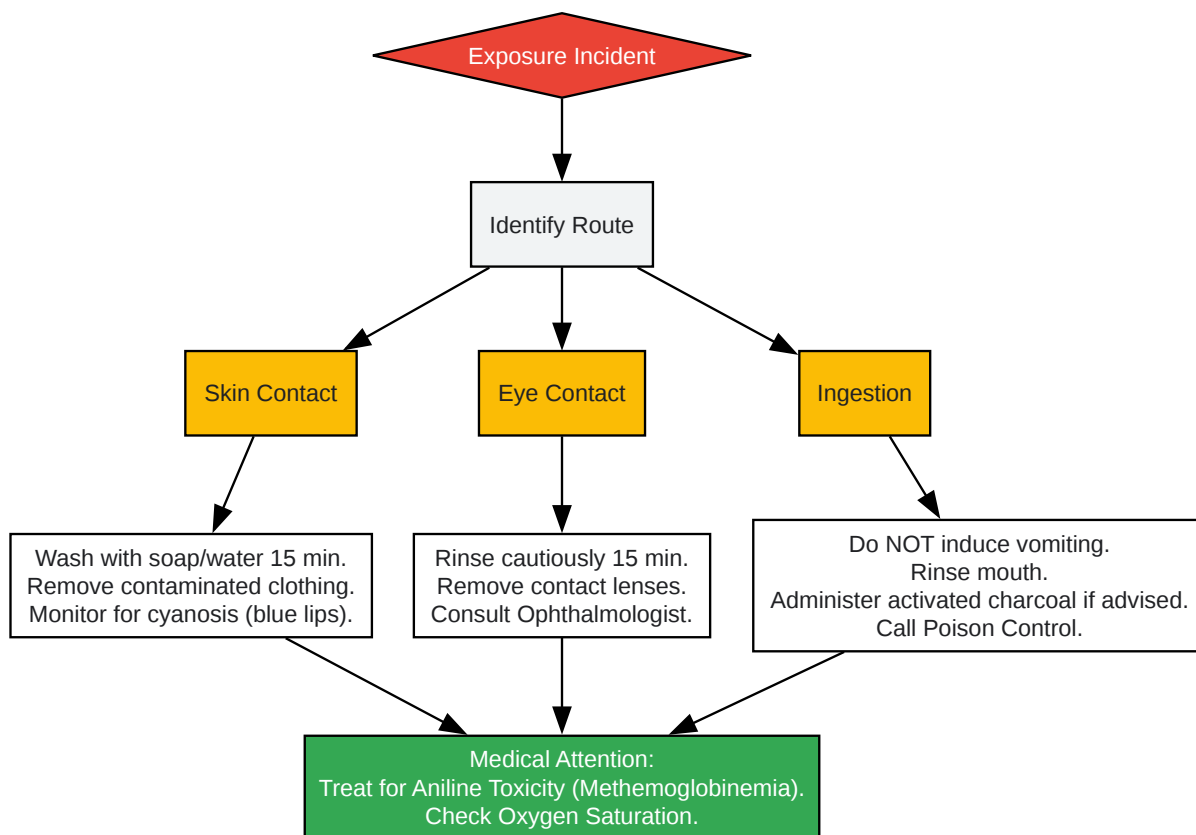 Exposure Incident
Identify Route
Skin Contact
Eye Contact
Ingestion
Wash with soap/water 15 min.
Remove contaminated clothing.
Monitor for cyanosis (blue lips).
Rinse cautiously 15 min.
Remove contact lenses.
Consult Ophthalmologist.
Do NOT induce vomiting.
Rinse mouth.
Administer activated charcoal if advised.
Call Poison Control.
Medical Attention:
Treat for Aniline Toxicity (Methemoglobinemia).
Check Oxygen Saturation.